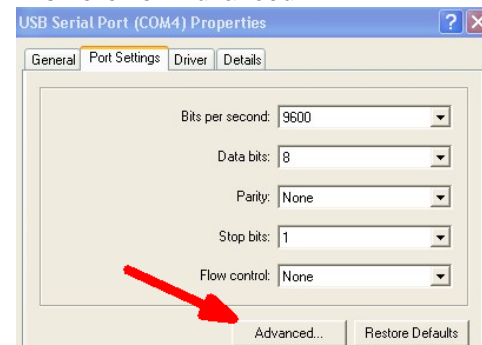 USB Serial Port (COM4) Properties
General Port Settings Driver Details
Bits per second: 9600
Data bits: 8
Parity: None
Stop bits: 1
Flow control: None
Advanced... Restore Defaults